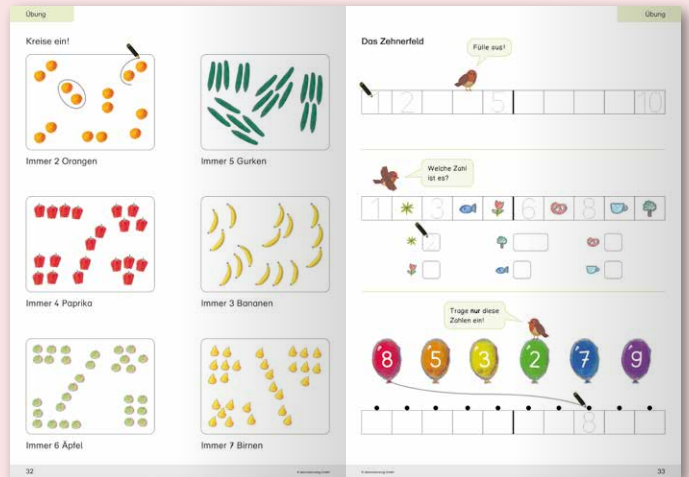 Übung
Kreise ein!
Immer 2 Orangen
Immer 5 Gurken
Immer 4 Paprika
Immer 3 Bananen
Immer 6 Äpfel
Immer 7 Birnen
32
Übung
Das Zehnerfeld
Fülle aus!
1 2 5 10
Welche Zahl
ist es?
1 3 6 8
2
Trage nur diese
Zahlen ein!
8 5 3 2 7 9
8
33